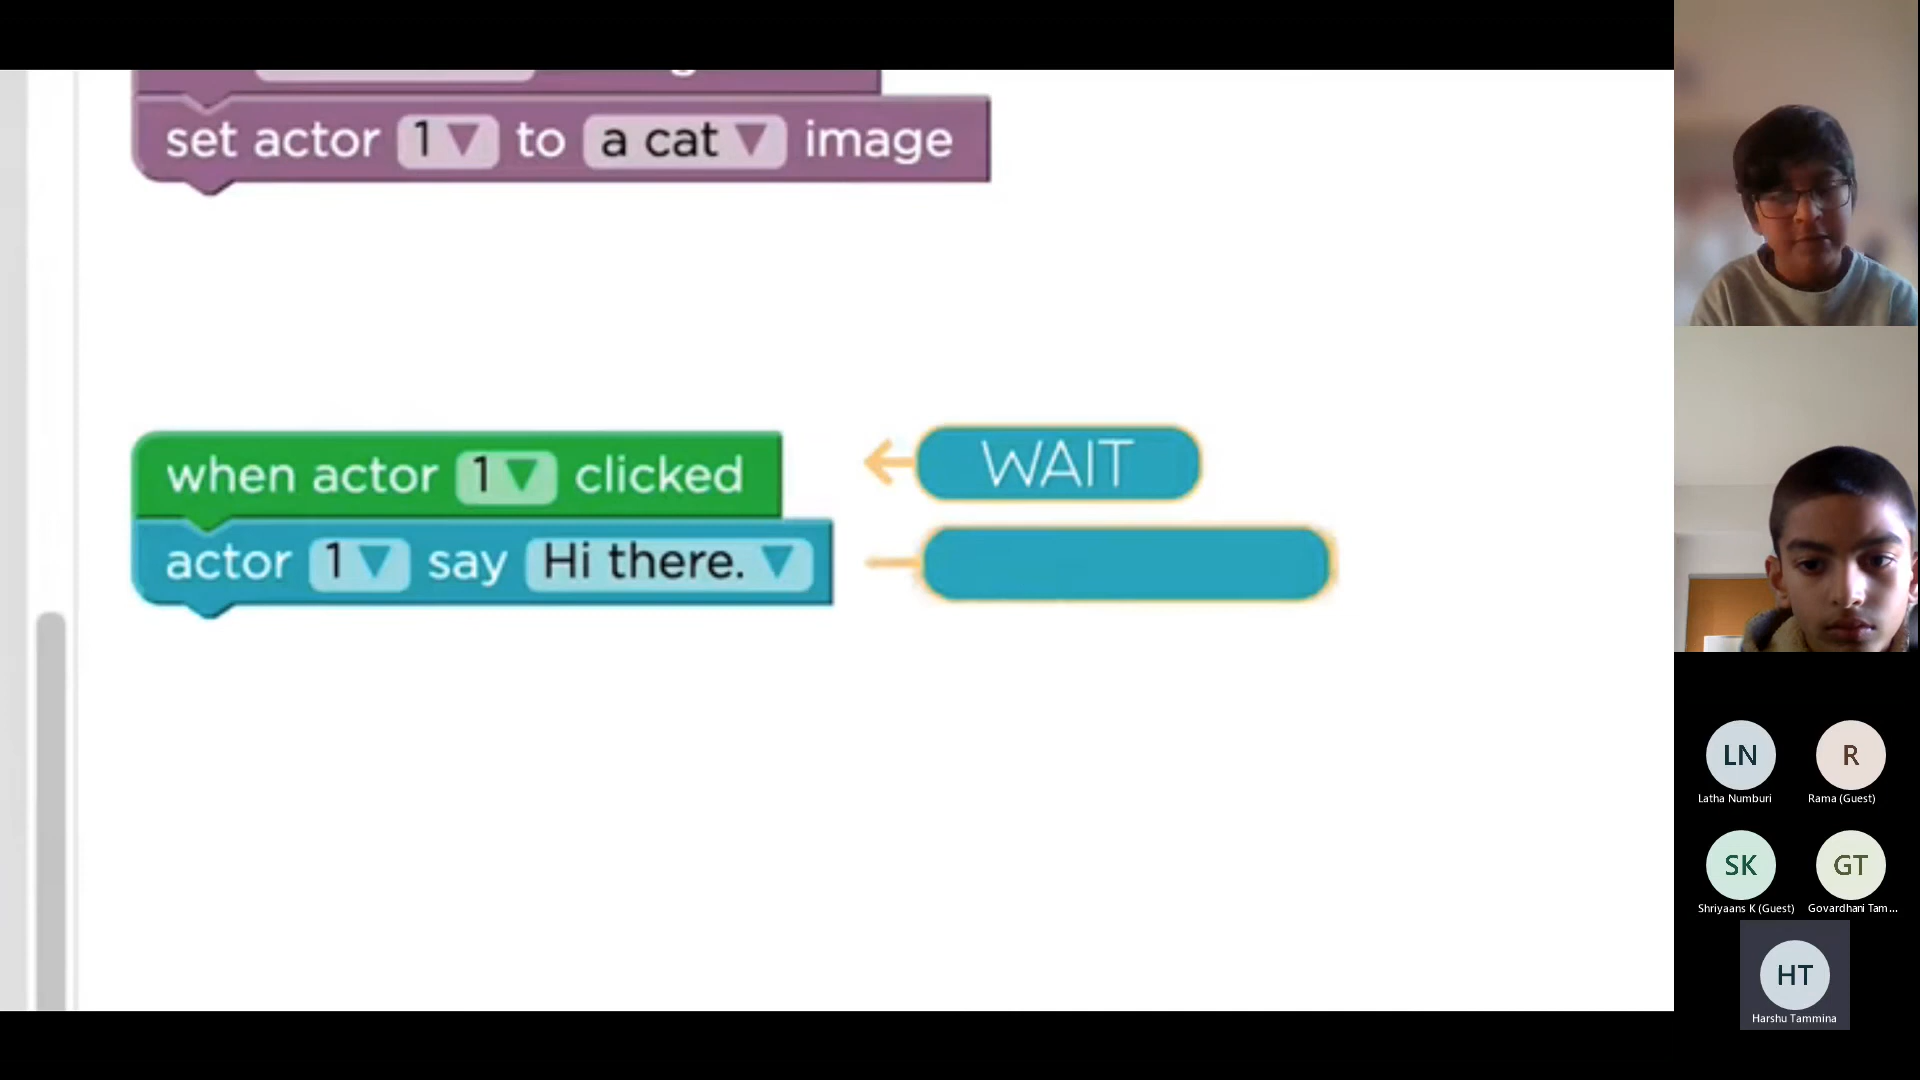 set actor 1 to a cat image
when actor 1 clicked
WAIT
actor 1 say Hi there.
LN
R
Latha Numburi
Rama (Guest)
SK
GT
Shriyaans K (Guest)
Govardhani Tam...
HT
Harshu Tammina